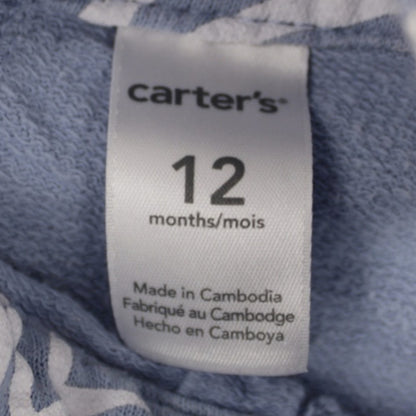 carter's®
12
months/mois
Made in Cambodia
Fabriqué au Cambodge
Hecho en Camboya